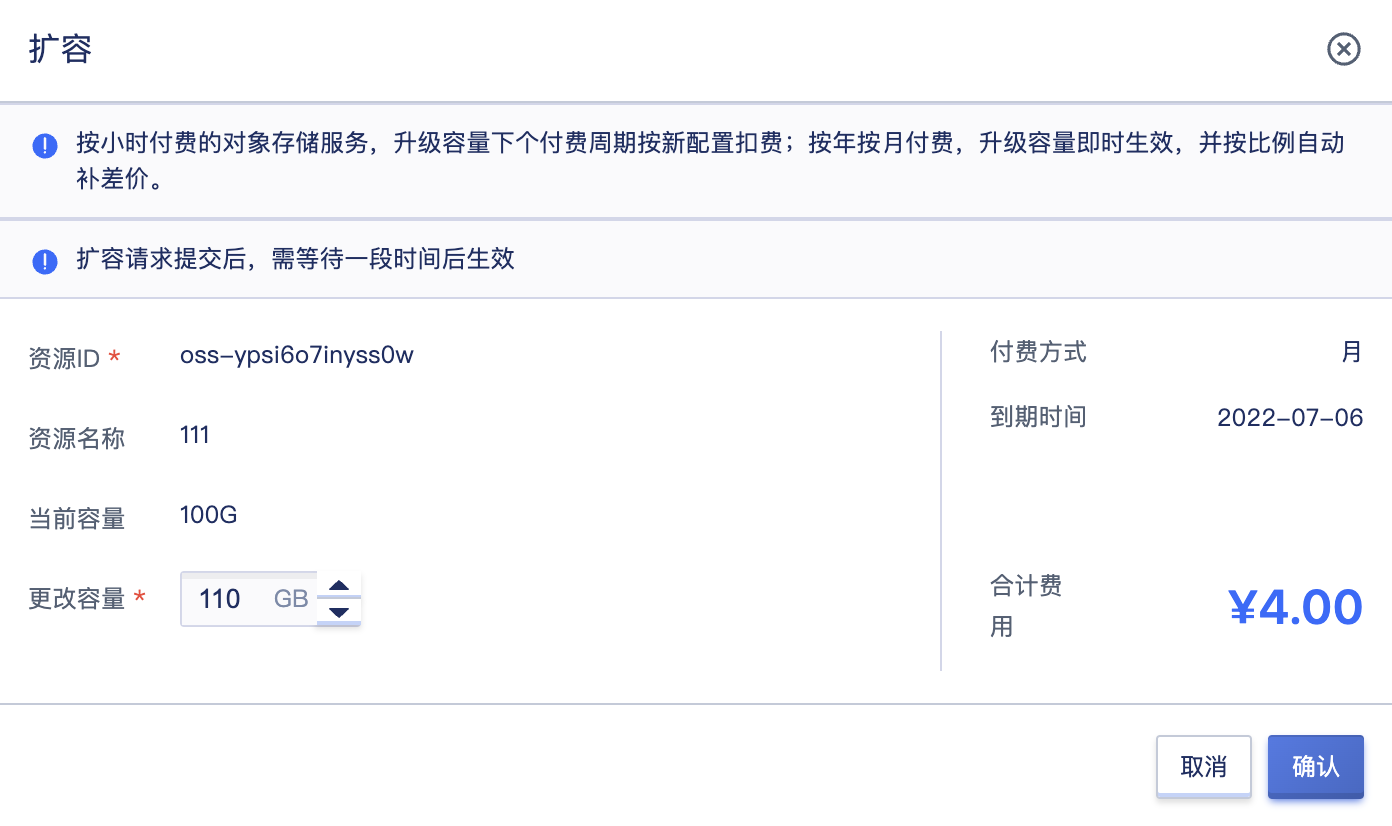 扩容
按小时付费的对象存储服务，升级容量下个付费周期按新配置扣费；按年按月付费，升级容量即时生效，并按比例自动
补差价。
扩容请求提交后，需等待一段时间后生效
资源ID * oss-ypsi6o7inyss0w
资源名称 111
当前容量 100G
更改容量 * 110 GB
付费方式 月
到期时间 2022-07-06
合计费
用
¥4.00
取消 确认